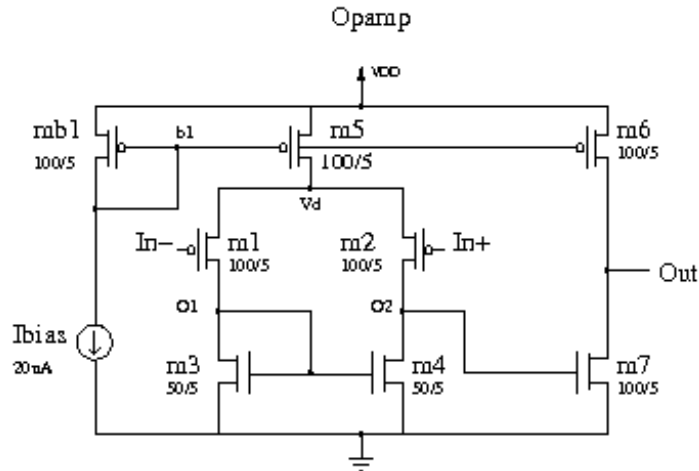 Opamp
VDD
mb1
100/5
b1
m5
100/5
m6
100/5
Vd
In-
m1
100/5
m2
100/5
In+
Out
O1
O2
Ibias
20uA
m3
50/5
m4
50/5
m7
100/5